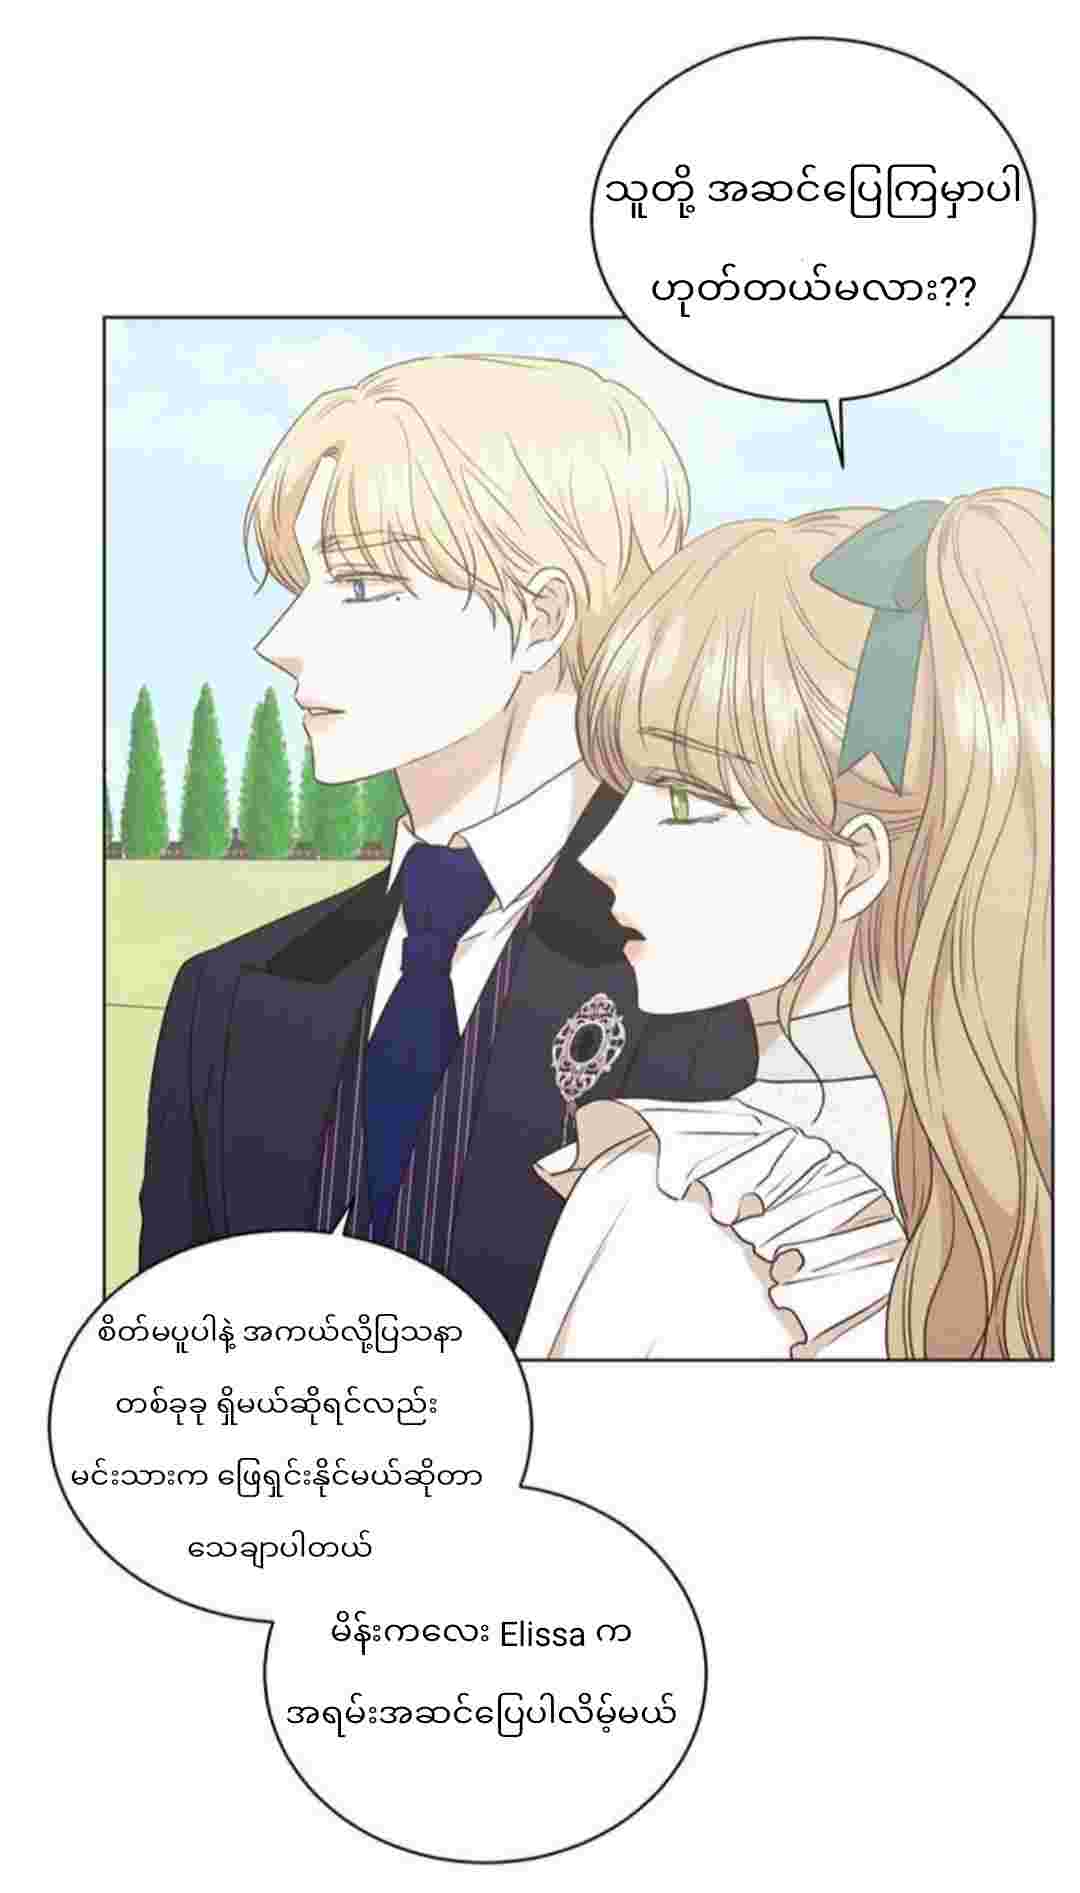 သူတို့ အဆင်ပြေကြမှာပါ
ဟုတ်တယ်မလား??
စိတ်မပူပါနဲ့ အကယ်လို့ပြသနာ
တစ်ခုခု ရှိမယ်ဆိုရင်လည်း
မင်းသားက ဖြေရှင်းနိုင်မယ်ဆိုတာ
သေချာပါတယ်
မိန်းကလေး Elissa က
အရမ်းအဆင်ပြေပါလိမ့်မယ်